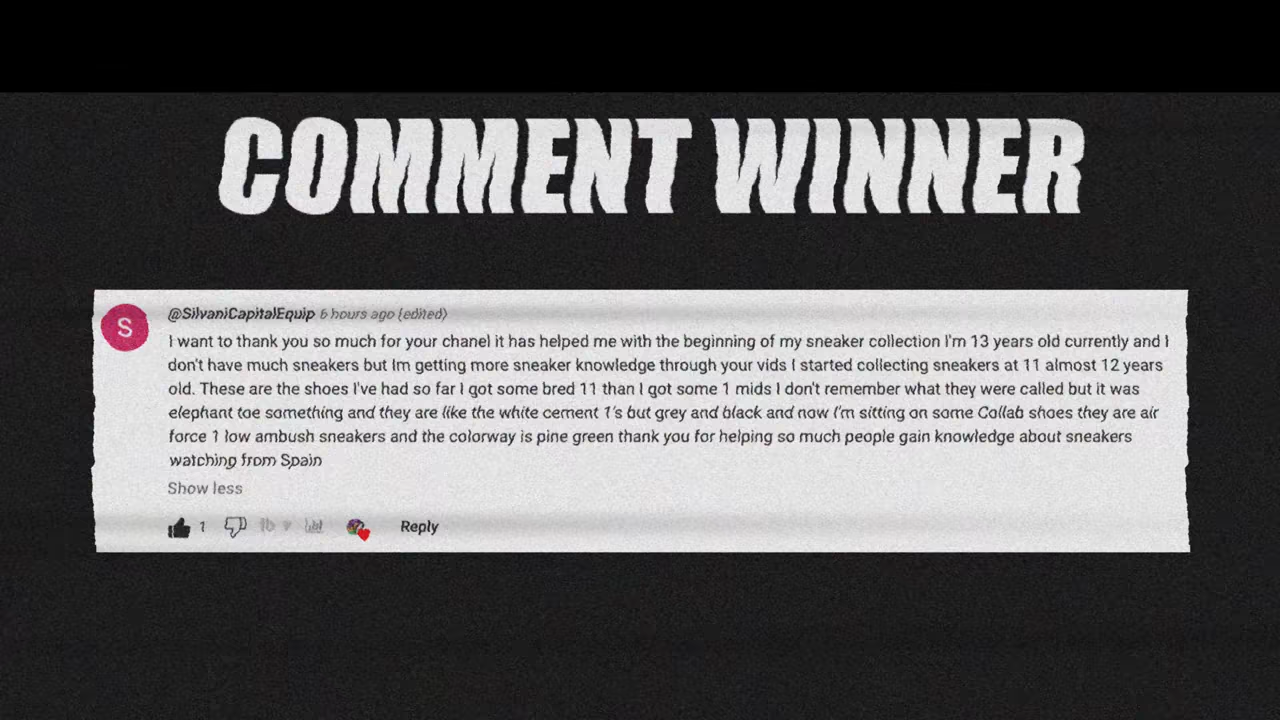 COMMENT WINNER
S
@SilvaniCapitalEquip 6 hours ago (edited)
I want to thank you so much for your chanel it has helped me with the beginning of my sneaker collection I'm 13 years old currently and I
don't have much sneakers but Im getting more sneaker knowledge through your vids I started collecting sneakers at 11 almost 12 years
old. These are the shoes I've had so far I got some bred 11 than I got some 1 mids I don't remember what they were called but it was
elephant toe something and they are like the white cement 1's but grey and black and now I'm sitting on some Collab shoes they are air
force 1 low ambush sneakers and the colorway is pine green thank you for helping so much people gain knowledge about sneakers
watching from Spain
Show less
1 Reply